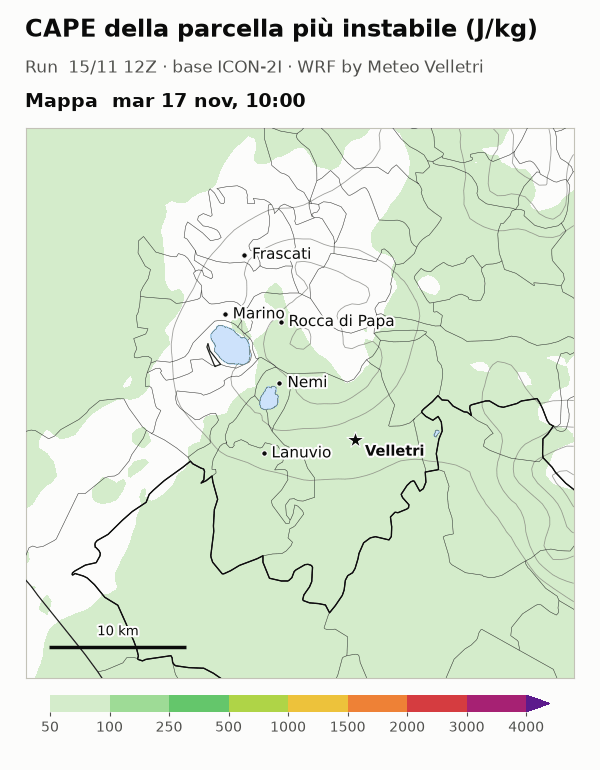 CAPE della parcella più instabile (J/kg)
Run  15/11 12Z · base ICON-2I · WRF by Meteo Velletri
Mappa  mar 17 nov, 10:00
Frascati
Marino
Rocca di Papa
Nemi
Velletri
Lanuvio
10 km
50 100 250 500 1000 1500 2000 3000 4000